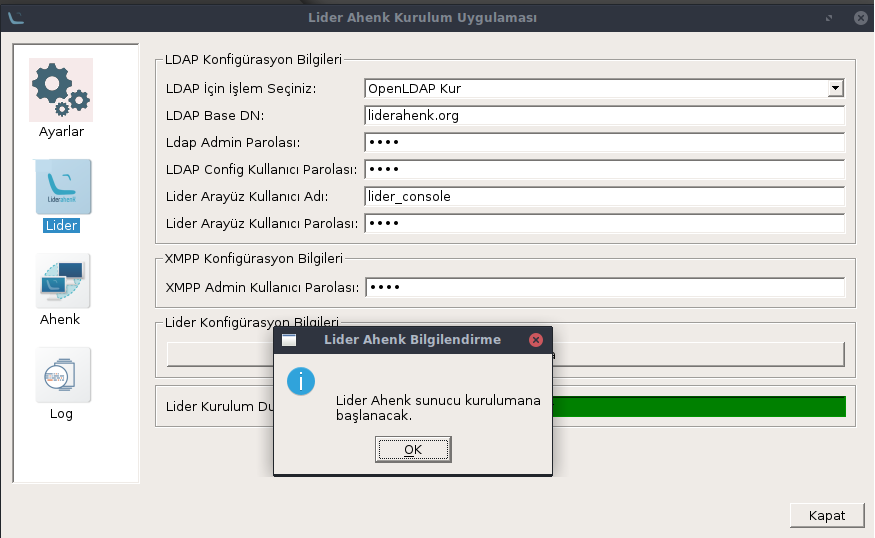 Lider Ahenk Kurulum Uygulaması
Ayarlar
Liderahenk
Lider
Ahenk
Log
LDAP Konfigürasyon Bilgileri
LDAP İçin İşlem Seçiniz: OpenLDAP Kur
LDAP Base DN: liderahenk.org
Ldap Admin Parolası: ••••
LDAP Config Kullanıcı Parolası: ••••
Lider Arayüz Kullanıcı Adı: lider_console
Lider Arayüz Kullanıcı Parolası: ••••
XMPP Konfigürasyon Bilgileri
XMPP Admin Kullanıcı Parolası: ••••
Lider Konfigürasyon Bilgileri
Lider Kurulum Du
Lider Ahenk Bilgilendirme
Lider Ahenk sunucu kurulumana
başlanacak.
OK
Kapat